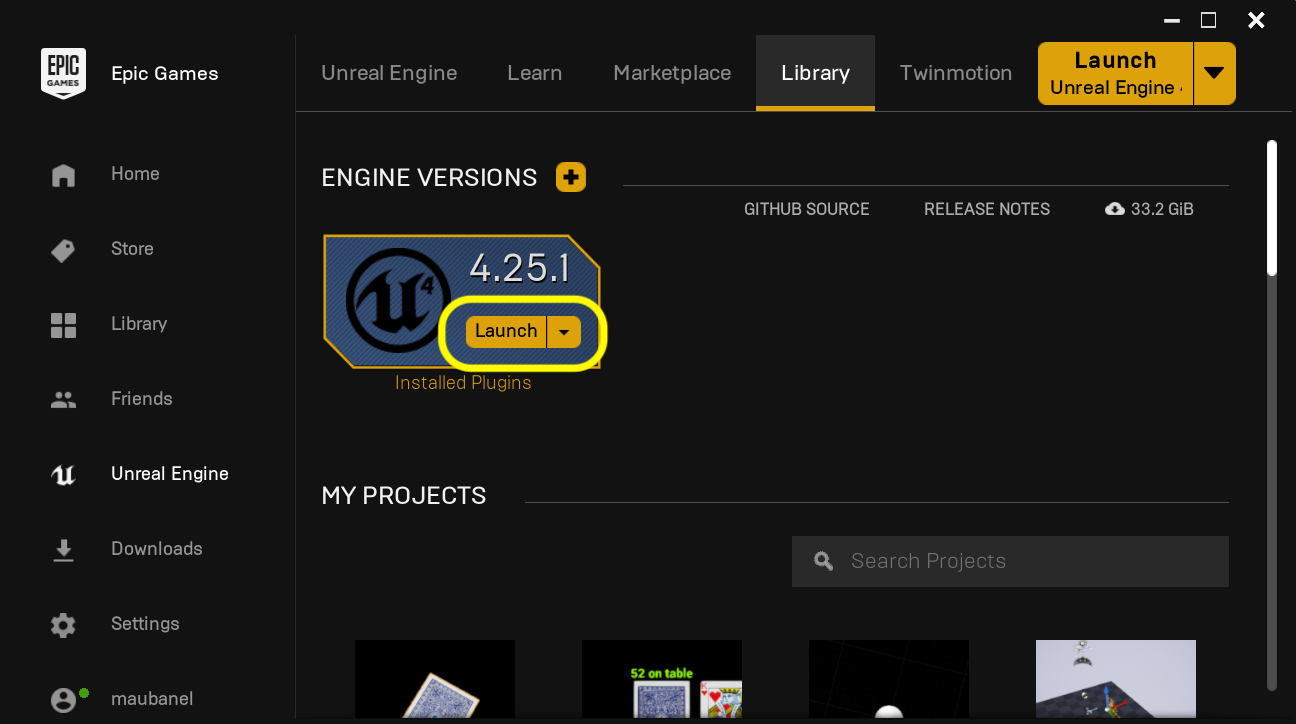 EPIC
GAMES
Epic Games
Home
Store
Library
Friends
Unreal Engine
Downloads
Settings
maubanel
Unreal Engine
Learn
Marketplace
Library
Twinmotion
Launch
Unreal Engine
ENGINE VERSIONS
GITHUB SOURCE
RELEASE NOTES
33.2 GiB
4
4.25.1
Launch
Installed Plugins
MY PROJECTS
Search Projects
52 on table
K